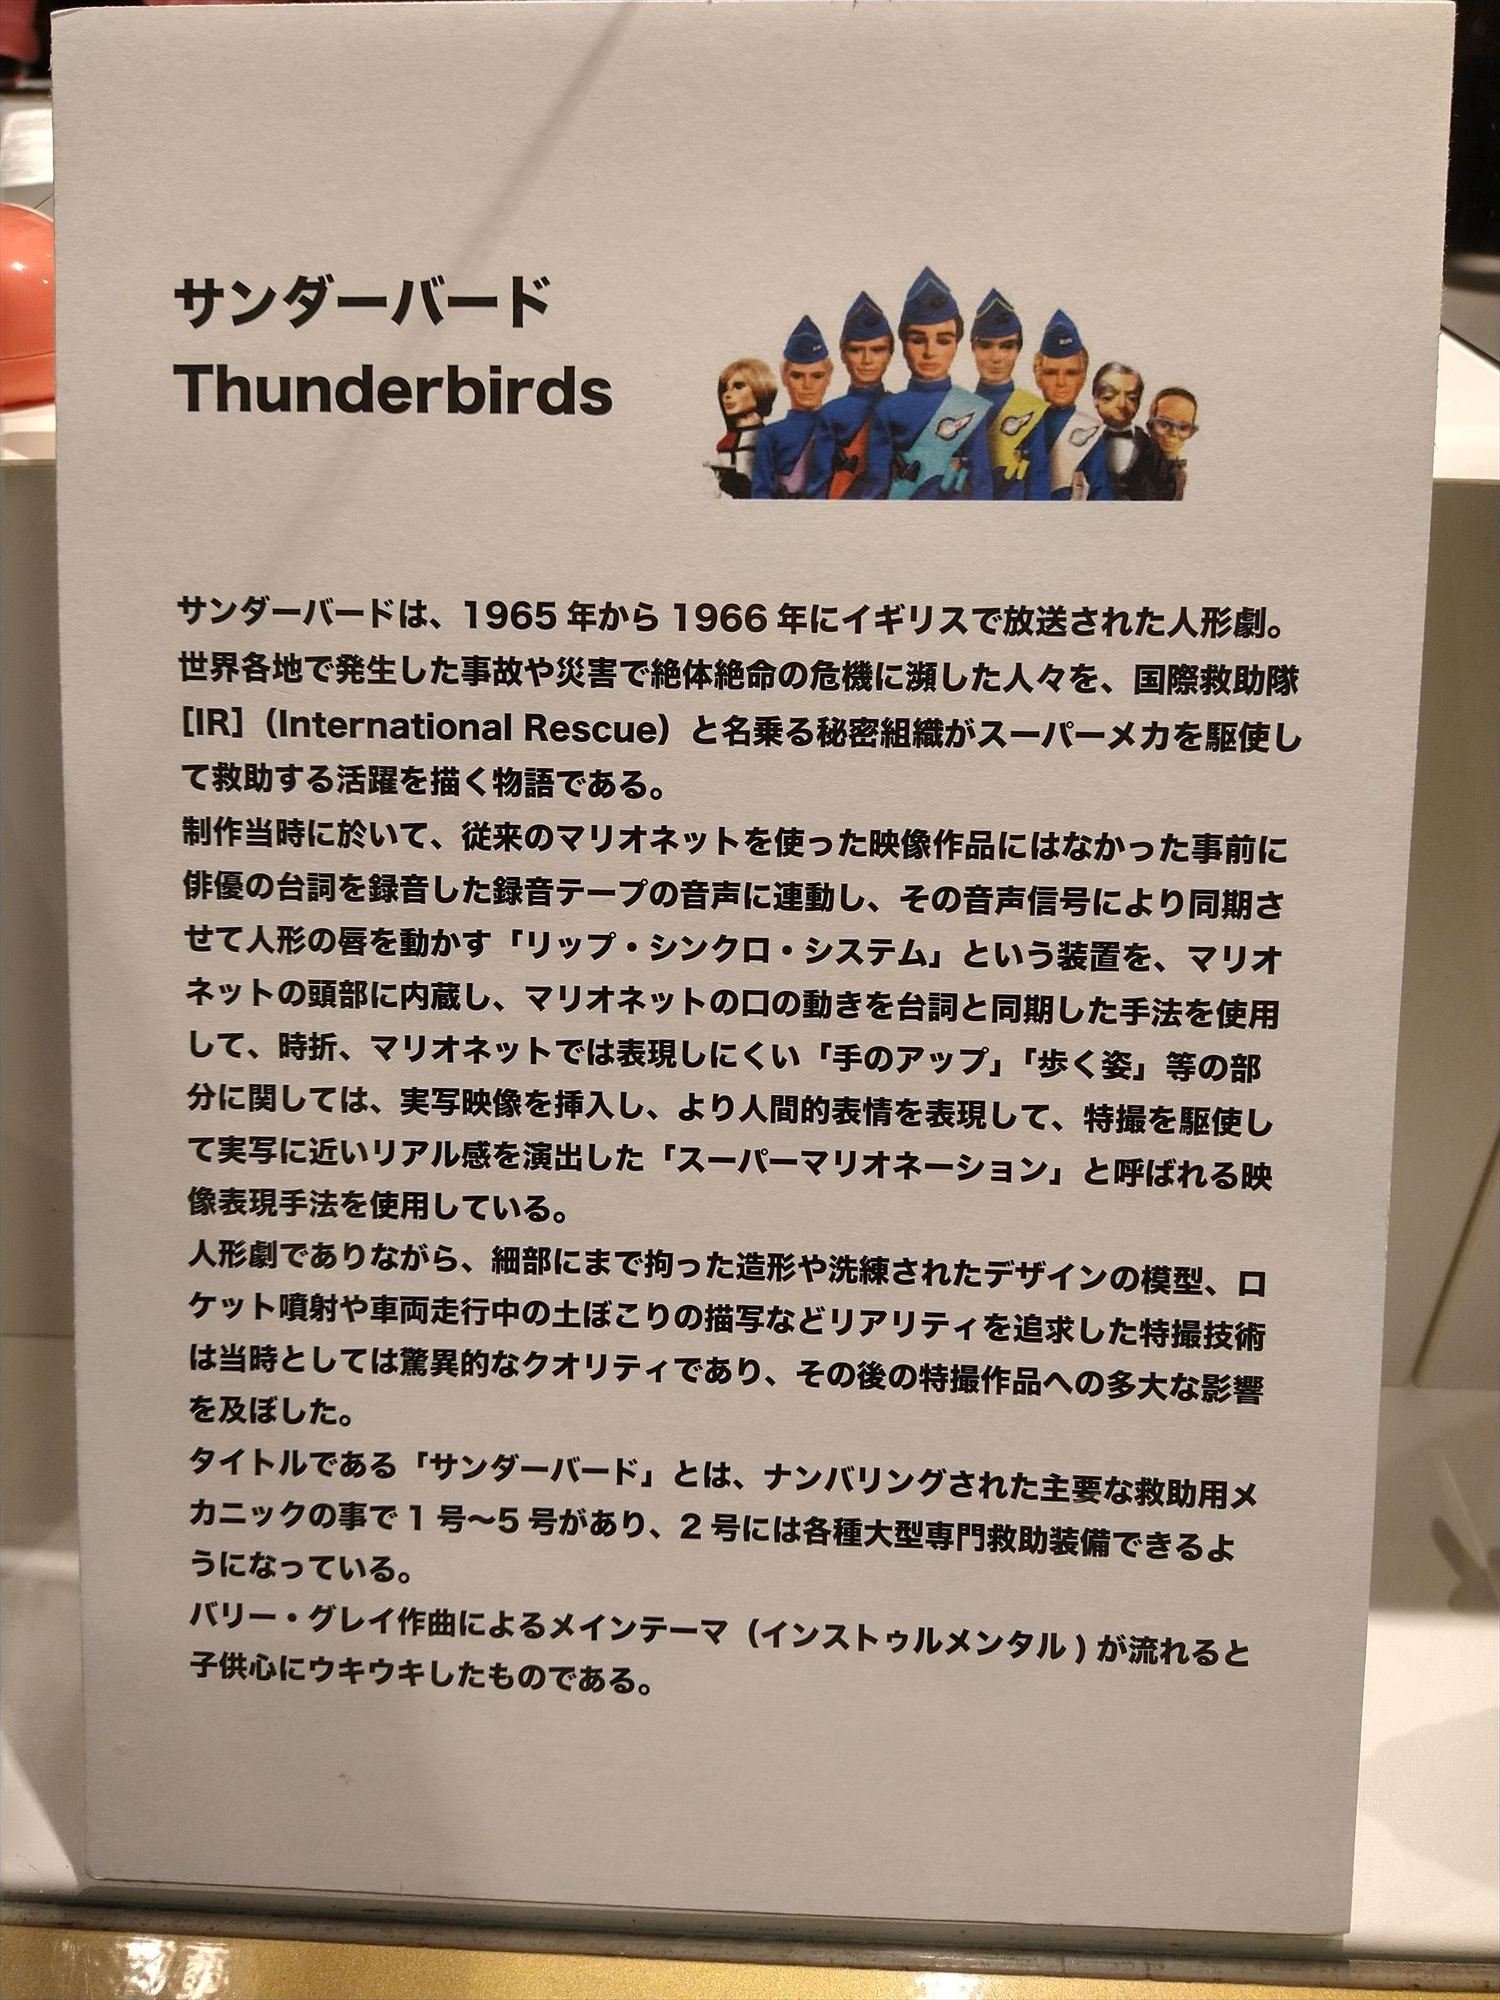 サンダーバード
Thunderbirds
サンダーバードは、1965 年から 1966 年にイギリスで放送された人形劇。
世界各地で発生した事故や災害で絶体絶命の危機に瀕した人々を、国際救助隊
[IR]（International Rescue）と名乗る秘密組織がスーパーメカを駆使し
て救助する活躍を描く物語である。
制作当時に於いて、従来のマリオネットを使った映像作品にはなかった事前に
俳優の台詞を録音した録音テープの音声に連動し、その音声信号により同期さ
せて人形の唇を動かす「リップ・シンクロ・システム」という装置を、マリオ
ネットの頭部に内蔵し、マリオネットの口の動きを台詞と同期した手法を使用
して、時折、マリオネットでは表現しにくい「手のアップ」「歩く姿」等の部
分に関しては、実写映像を挿入し、より人間的表情を表現して、特撮を駆使し
て実写に近いリアル感を演出した「スーパーマリオネーション」と呼ばれる映
像表現手法を使用している。
人形劇でありながら、細部にまで拘った造形や洗練されたデザインの模型、ロ
ケット噴射や車両走行中の土ぼこりの描写などリアリティを追求した特撮技術
は当時としては驚異的なクオリティであり、その後の特撮作品への多大な影響
を及ぼした。
タイトルである「サンダーバード」とは、ナンバリングされた主要な救助用メ
カニックの事で 1 号〜5 号があり、2 号には各種大型専門救助装備できるよ
うになっている。
バリー・グレイ作曲によるメインテーマ（インストゥルメンタル ) が流れると
子供心にウキウキしたものである。